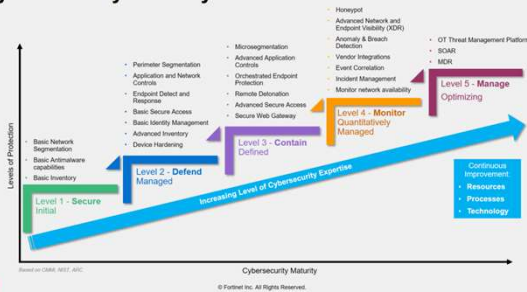 Honeypot
Advanced Network and
Endpoint Visibility (XDR)
Anomaly & Breach
Detection
Vendor Integrations
Event Correlation
Incident Management
Monitor network availability
OT Threat Management Platform
SOAR
MDR
Microsegmentation
Advanced Application
Controls
Orchestrated Endpoint
Protection
Remote Detonation
Advanced Secure Access
Secure Web Gateway
Perimeter Segmentation
Application and Network
Controls
Endpoint Detect and
Response
Basic Secure Access
Basic Identity Management
Advanced Inventory
Device Hardening
Basic Network
Segmentation
Basic Antimalware
capabilities
Basic Inventory
Level 1 - Secure
Initial
Level 2 - Defend
Managed
Level 3 - Contain
Defined
Level 4 - Monitor
Quantitatively
Managed
Level 5 - Manage
Optimizing
Levels of Protection
Increasing Level of Cybersecurity Expertise
Continuous
Improvement:
Resources
Processes
Technology
Based on CMMI, NIST, ARC
Cybersecurity Maturity
© Fortinet Inc. All Rights Reserved.